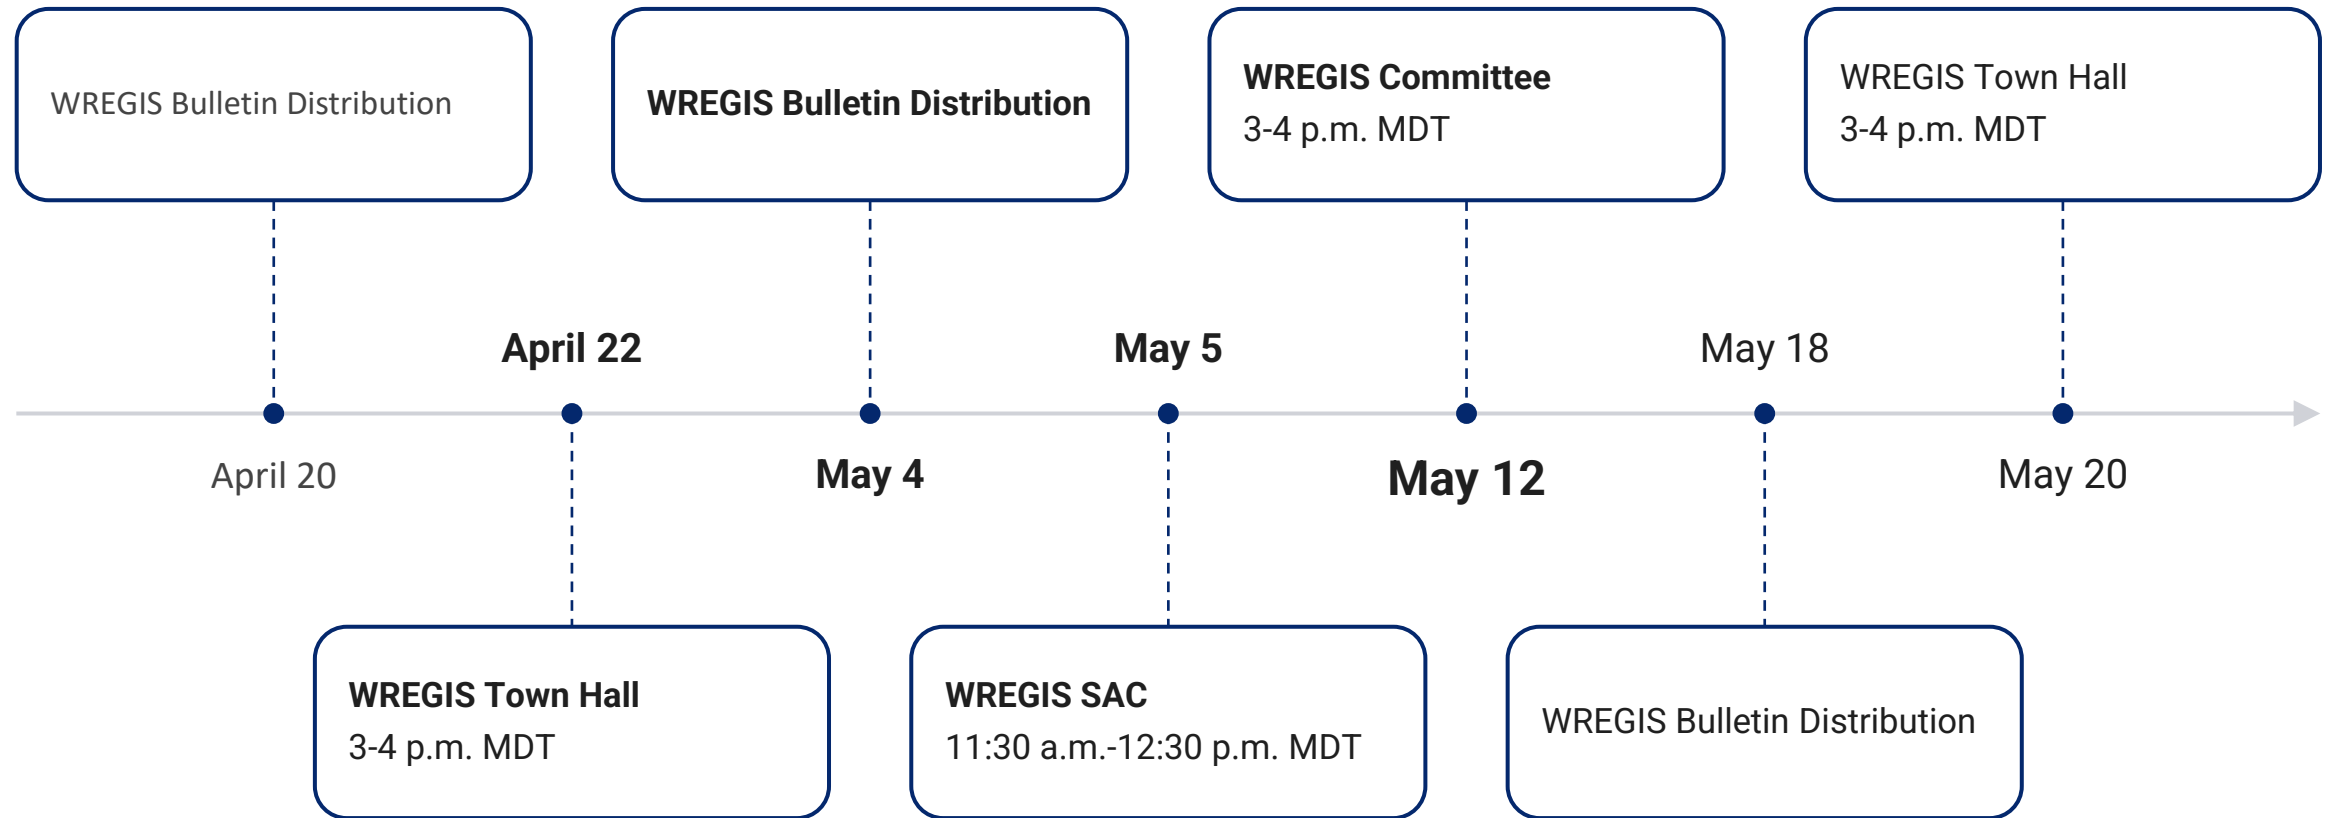 WREGIS Bulletin Distribution
WREGIS Bulletin Distribution
WREGIS Committee
3-4 p.m. MDT
WREGIS Town Hall
3-4 p.m. MDT
April 22
May 5
May 18
April 20
May 4
May 12
May 20
WREGIS Town Hall
3-4 p.m. MDT
WREGIS SAC
11:30 a.m.-12:30 p.m. MDT
WREGIS Bulletin Distribution